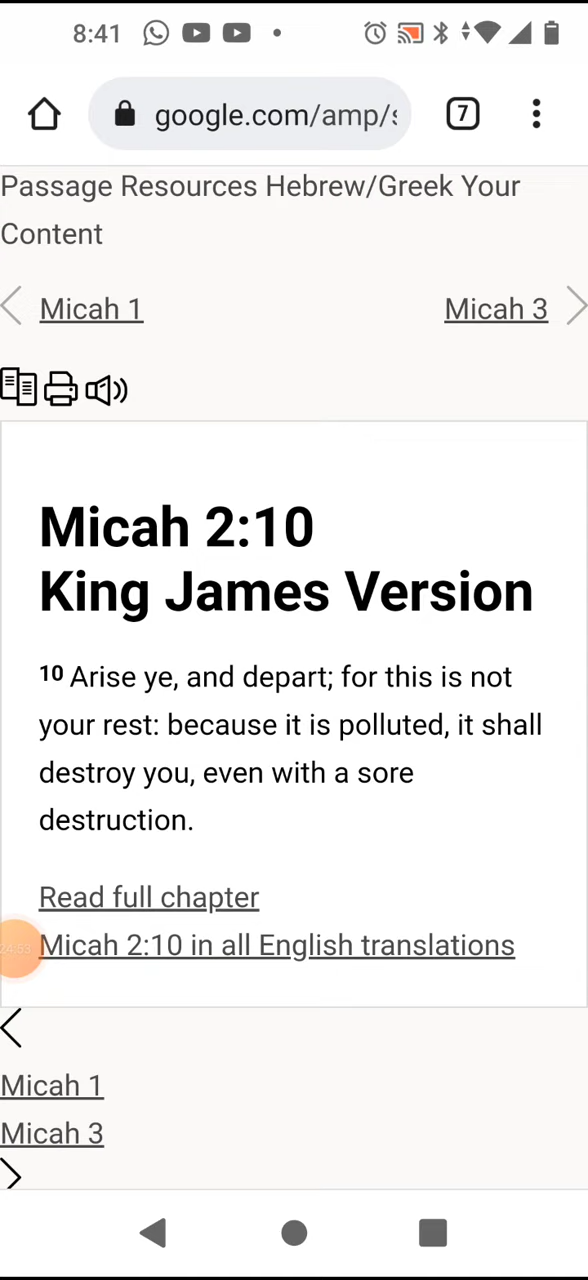 8:41
google.com/amp/s
7
Passage Resources Hebrew/Greek Your
Content
Micah 1
Micah 3
Micah 2:10
King James Version
10 Arise ye, and depart; for this is not
your rest: because it is polluted, it shall
destroy you, even with a sore
destruction.
Read full chapter
24:53
Micah 2:10 in all English translations
Micah 1
Micah 3